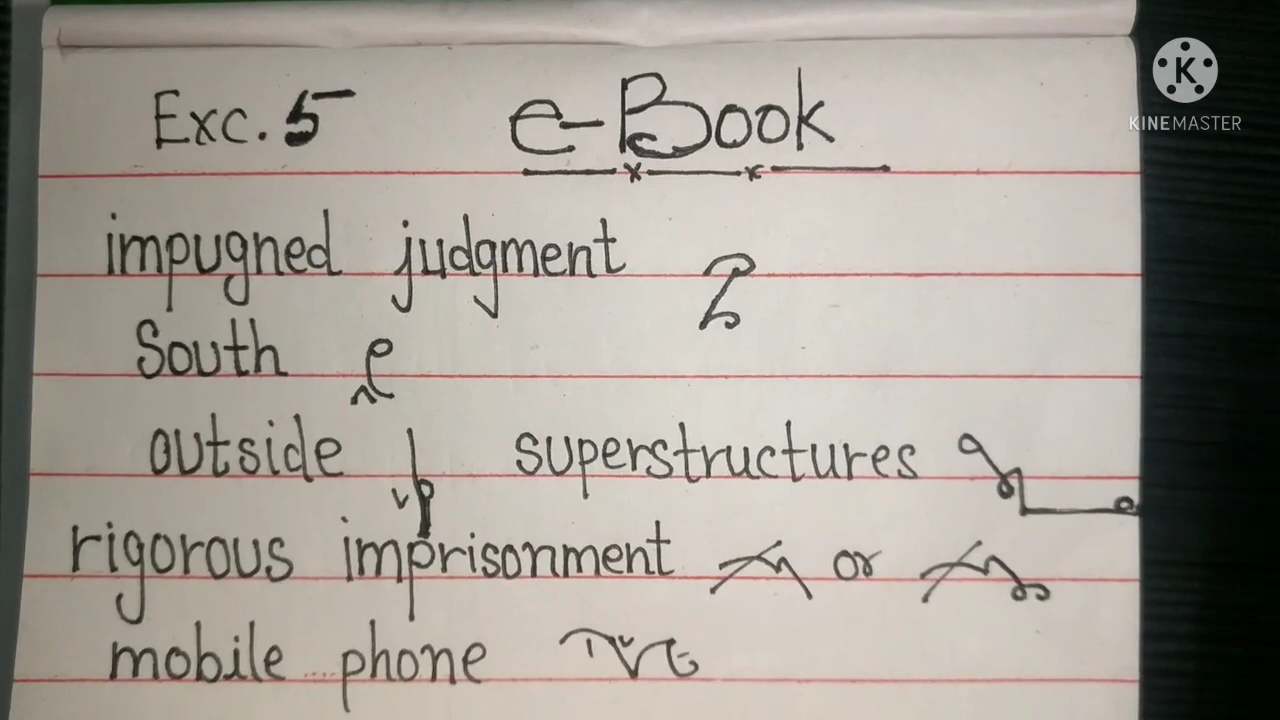 Exc. 5 e-Book
KINEMASTER
impugned judgment
South
outside superstructures
rigorous imprisonment or
mobile phone